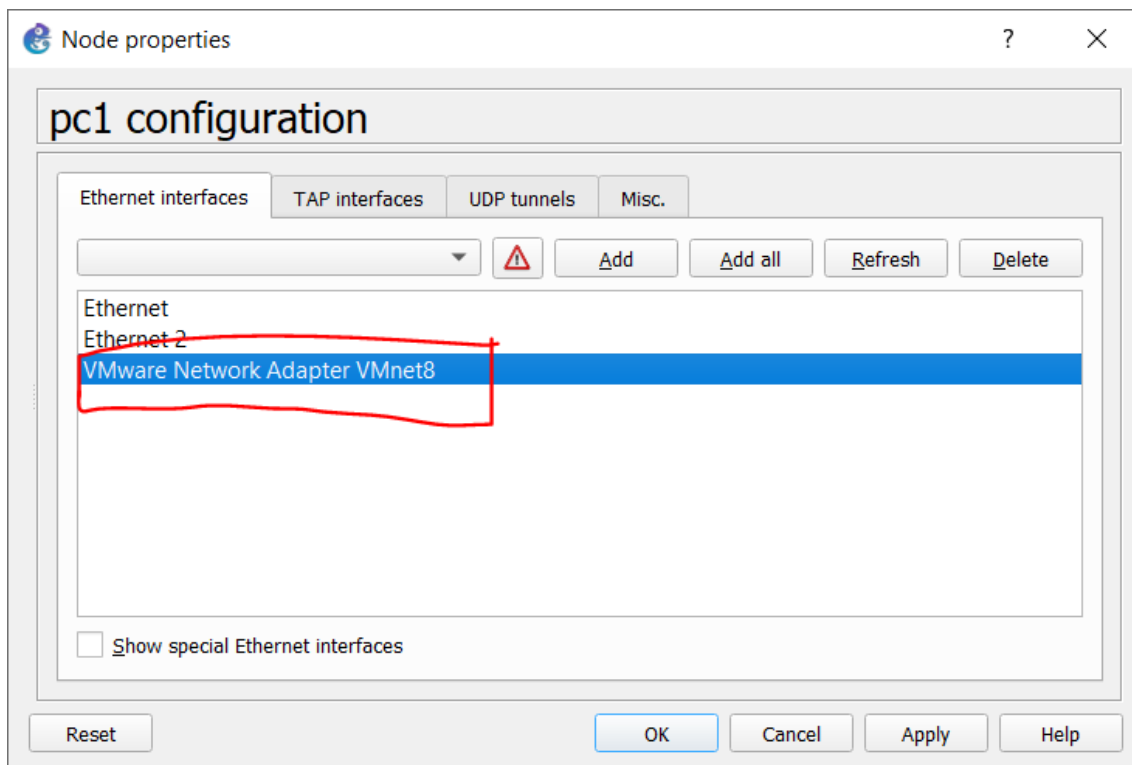 Node properties
?
pc1 configuration
Ethernet interfaces
TAP interfaces
UDP tunnels
Misc.
Add
Add all
Refresh
Delete
Ethernet
Ethernet 2
VMware Network Adapter VMnet8
Show special Ethernet interfaces
Reset
OK
Cancel
Apply
Help